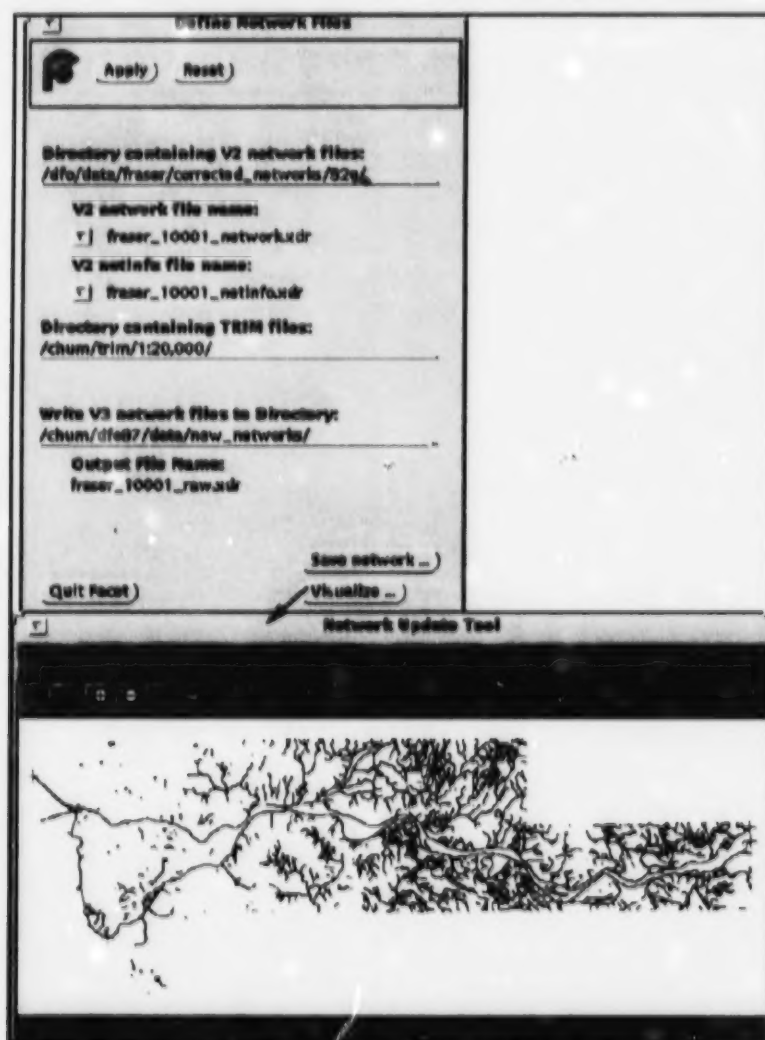 Define Network Files
Apply Reset
Directory containing V2 network files:
/dfo/data/fraser/corrected_networks/92g/
V2 network file name:
fraser_10001_network.xdr
V2 netinfo file name:
fraser_10001_netinfo.xdr
Directory containing TRIM files:
/chum/trim/1:20,000/
Write V3 network files to Directory:
/chum/dfo87/data/new_networks/
Output File Name:
fraser_10001_raw.xdr
Save network ...
Quit Facet Visualize ...
Network Update Tool